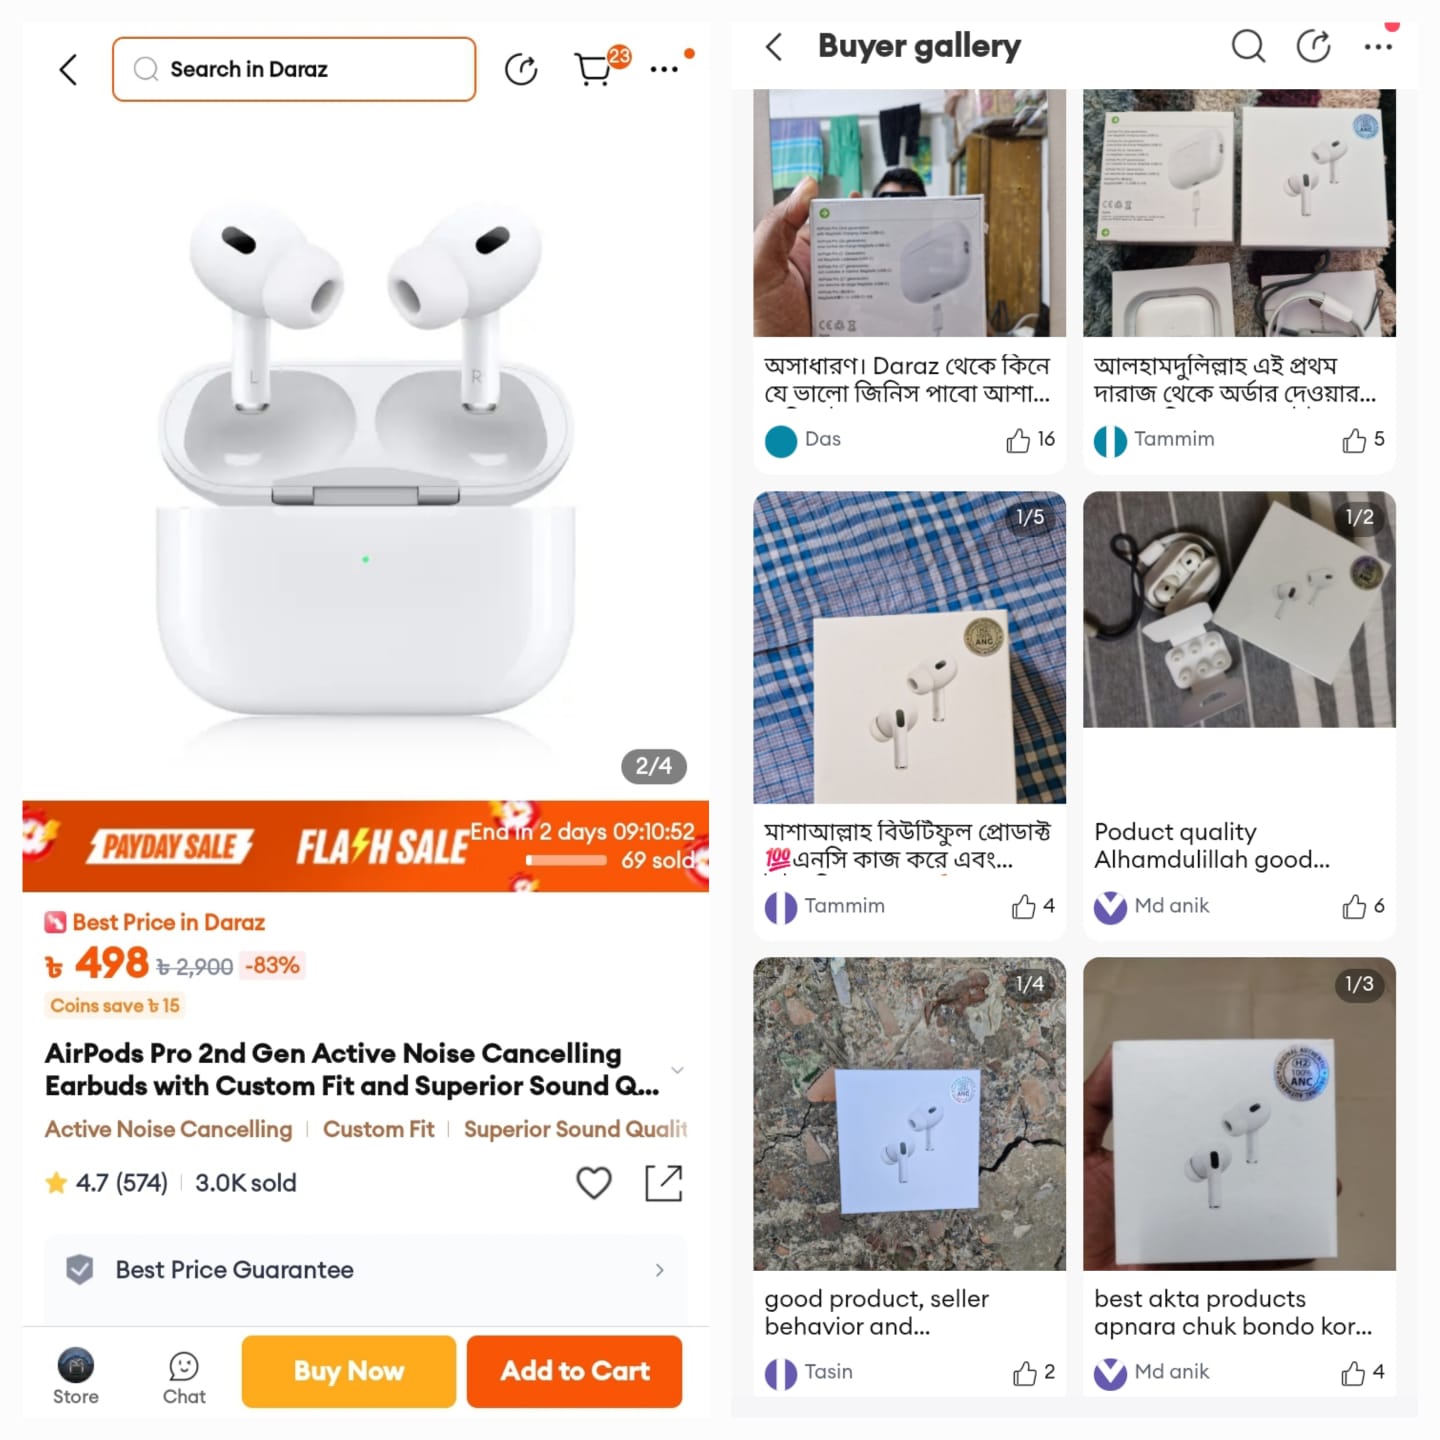 Search in Daraz
23
L
R
2/4
PAYDAY SALE
FLASH SALE
End in 2 days 09:10:52
69 sold
Best Price in Daraz
৳ 498 ৳ 2,900 -83%
Coins save ৳ 15
AirPods Pro 2nd Gen Active Noise Cancelling
Earbuds with Custom Fit and Superior Sound Q...
Active Noise Cancelling | Custom Fit | Superior Sound Qualit
4.7 (574) | 3.0K sold
Best Price Guarantee
Store
Chat
Buy Now
Add to Cart
Buyer gallery
ANC
অসাধারণ। Daraz থেকে কিনে
যে ভালো জিনিস পাবো আশা...
Das
16
আলহামদুলিল্লাহ এই প্রথম
দারাজ থেকে অর্ডার দেওয়ার...
Tammim
5
1/5
ANC
মাশাআল্লাহ বিউটিফুল প্রোডাক্ট
💯এনসি কাজ করে এবং...
Tammim
4
1/2
Poduct quality
Alhamdulillah good...
Md anik
6
1/4
ANC
good product, seller
behavior and...
Tasin
2
1/3
H2
100%
ANC
best akta products
apnara chuk bondo kor...
Md anik
4